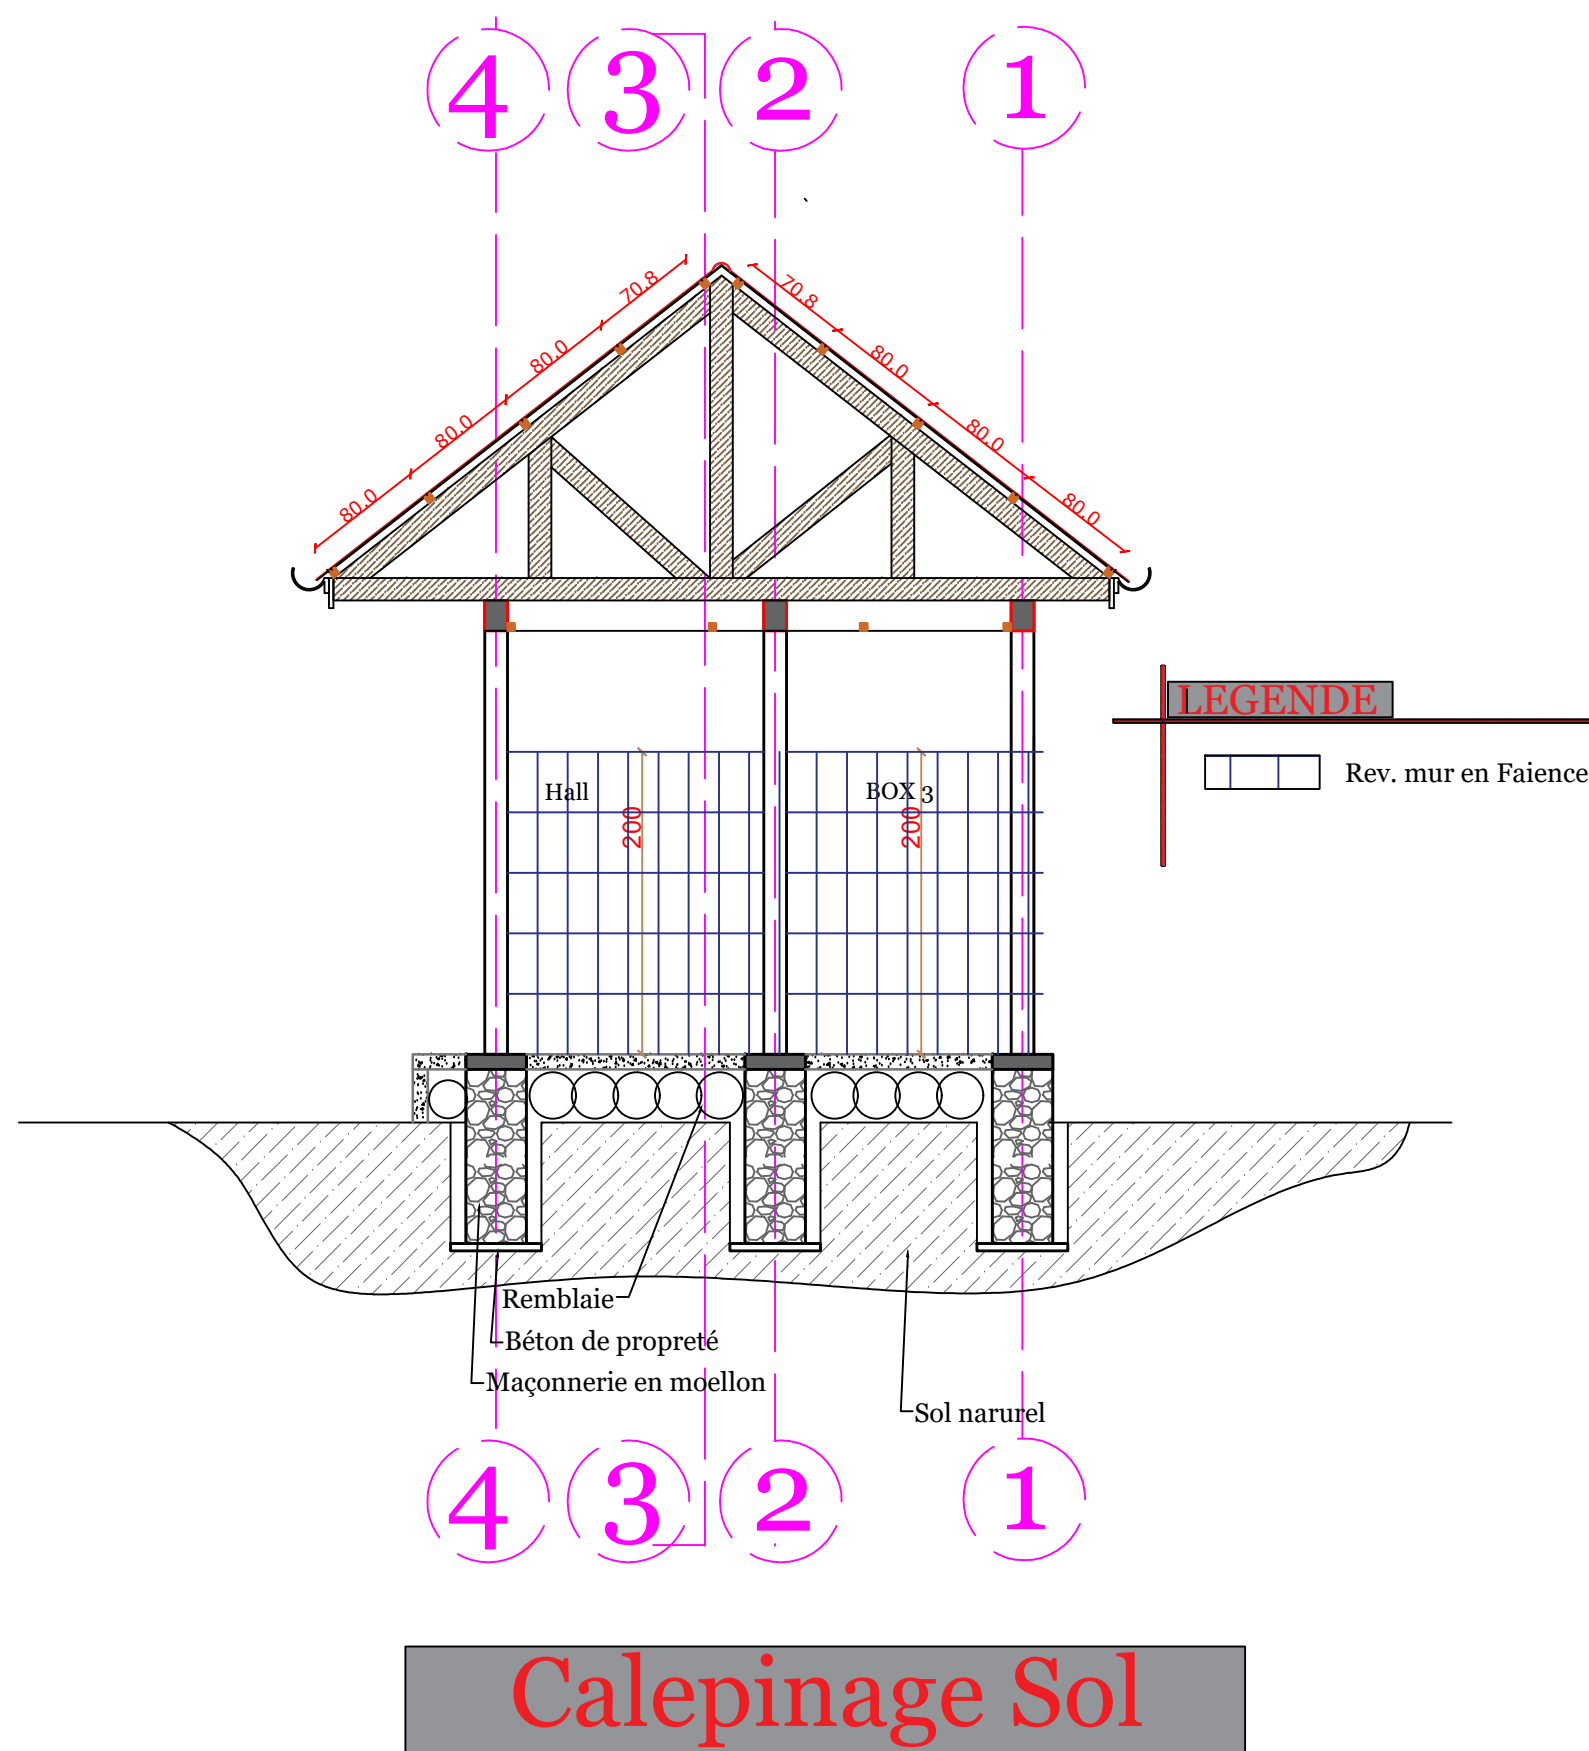 4 3 2 1
70,8 70,8
80,0 80,0
80,0 80,0
80,0 80,0
LEGENDE
Rev. mur en Faience
Hall BOX 3
200 200
Remblaie
Béton de propreté
Maçonnerie en moellon
Sol narurel
4 3 2 1
Calepinage Sol